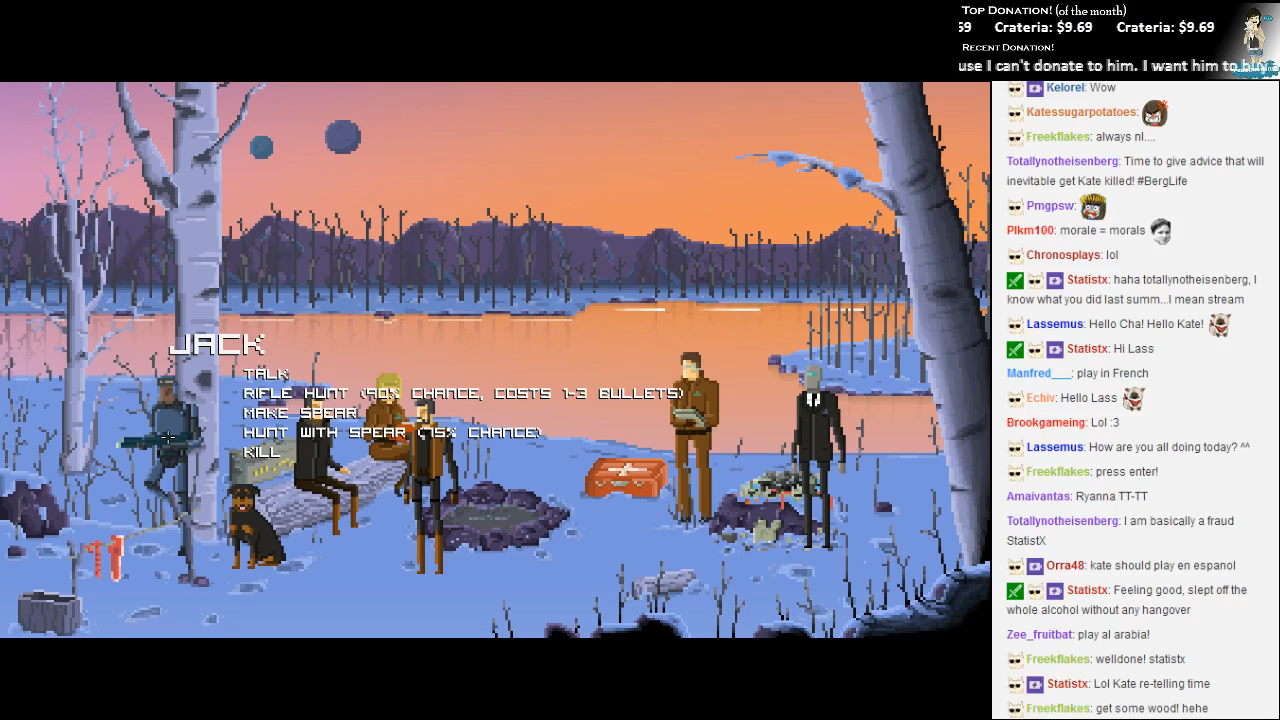 Top Donation! (of the month)
59 Crateria: $9.69 Crateria: $9.69
Recent Donation!
use I can't donate to him. I want him to
Kelorel: Wow
Katessugarpotatoes:
Freekflakes: always nl....
Totallynotheisenberg: Time to give advice that will
inevitable get Kate killed! #BergLife
Pmgpsw:
Plkm100: morale = morals
Chronosplays: lol
Statistx: haha totallynotheisenberg, I
know what you did last summ...I mean stream
Lassemus: Hello Cha! Hello Kate!
Statistx: Hi Lass
Manfred___: play in French
Echiv: Hello Lass
Brookgameing: Lol :3
Lassemus: How are you all doing today? ^^
Freekflakes: press enter!
Amaivantas: Ryanna TT-TT
Totallynotheisenberg: I am basically a fraud
StatistX
Orra48: kate should play en espanol
Statistx: Feeling good, slept off the
whole alcohol without any hangover
Zee_fruitbat: play al arabia!
Freekflakes: welldone! statistx
Statistx: Lol Kate re-telling time
Freekflakes: get some wood! hehe
JACK
TALK
RIFLE HUNT (90% CHANCE, COSTS 1-3 BULLETS)
MAKE SPEAR
HUNT WITH SPEAR (15% CHANCE)
KILL